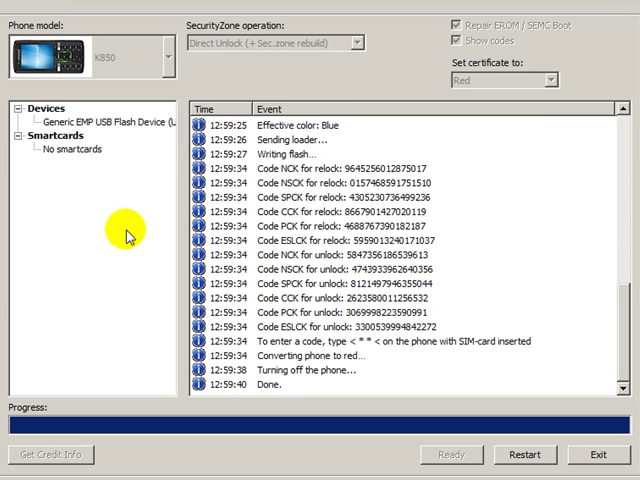 Phone model:
K850
SecurityZone operation:
Direct Unlock (+ Sec.zone rebuild)
Repair EROM / SEMC Boot
Show codes
Set certificate to:
Red
Devices
Generic EMP USB Flash Device (U
Smartcards
No smartcards
Time Event
12:59:25 Effective color: Blue
12:59:26 Sending loader...
12:59:27 Writing flash...
12:59:34 Code NCK for relock: 9645256012875017
12:59:34 Code NSCK for relock: 0157468591751510
12:59:34 Code SPCK for relock: 4305230736499236
12:59:34 Code CCK for relock: 8667901427020119
12:59:34 Code PCK for relock: 4688767390182187
12:59:34 Code ESLCK for relock: 5959013240171037
12:59:34 Code NCK for unlock: 5847356186539613
12:59:34 Code NSCK for unlock: 4743933962640356
12:59:34 Code SPCK for unlock: 8121497946355044
12:59:34 Code CCK for unlock: 2623580011256532
12:59:34 Code PCK for unlock: 3069998223590991
12:59:34 Code ESLCK for unlock: 3300539994842272
12:59:34 To enter a code, type < * * < on the phone with SIM-card inserted
12:59:34 Converting phone to red...
12:59:38 Turning off the phone...
12:59:40 Done.
Progress:
Get Credit Info
Ready
Restart
Exit